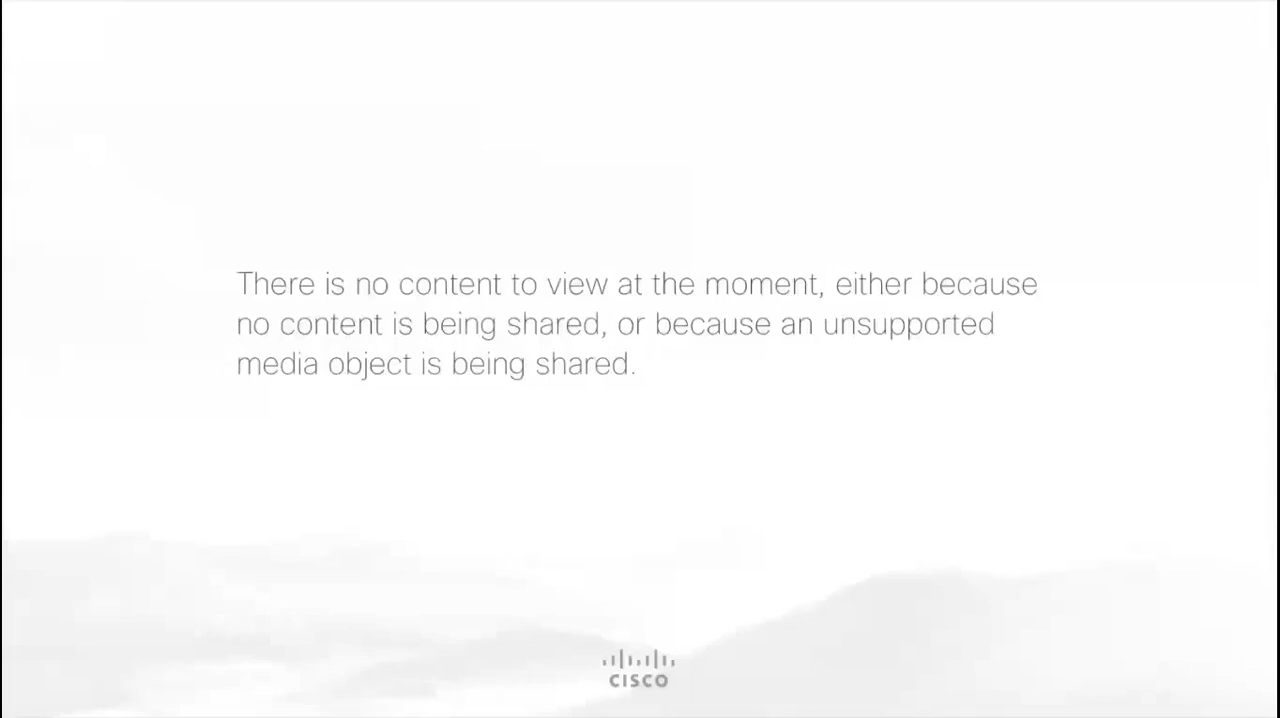 There is no content to view at the moment, either because
no content is being shared, or because an unsupported
media object is being shared.
CISCO